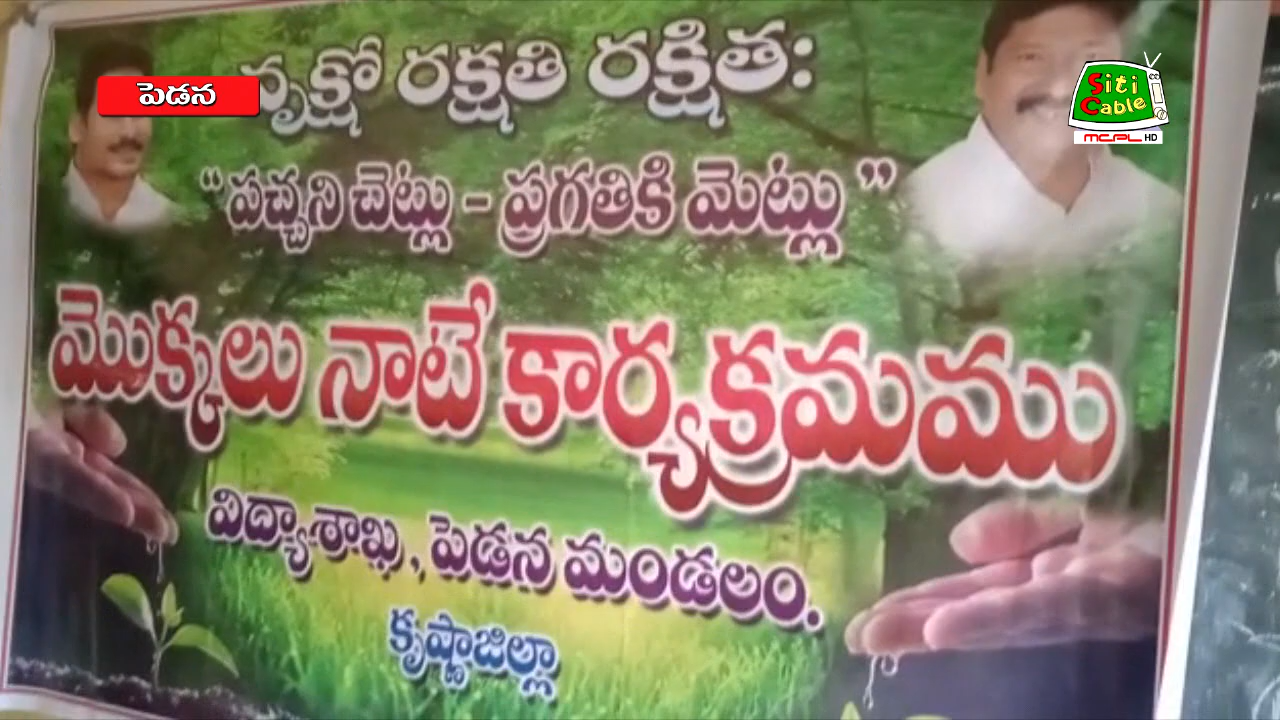 పెడన
Siti
Cable
MCPL HD
వృక్షో రక్షతి రక్షిత:
"పచ్చని చెట్లు - ప్రగతికి మెట్లు"
మొక్కలు నాటే కార్యక్రమము
విద్యాశాఖ, పెడన మండలం.
కృష్ణాజిల్లా